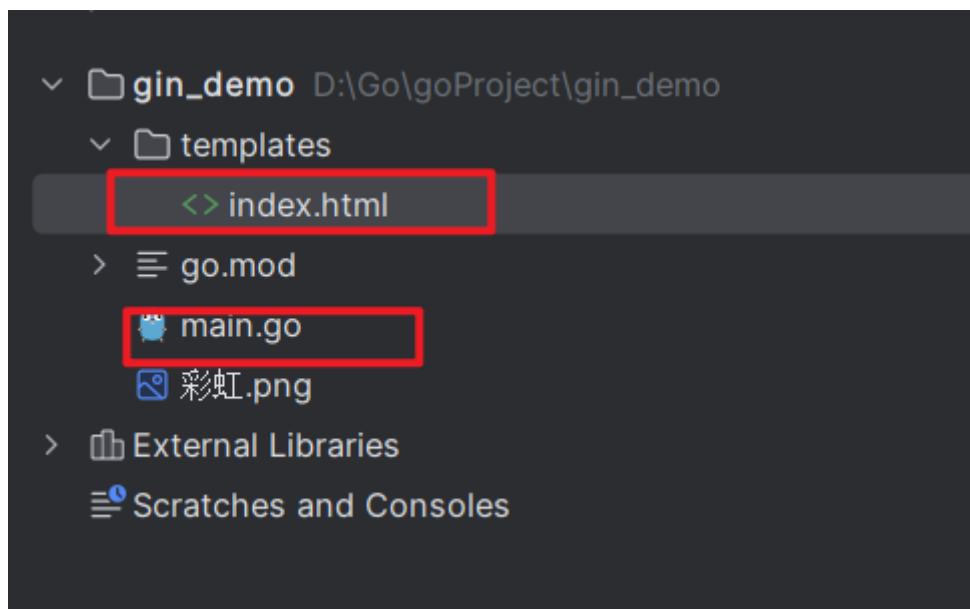 gin_demo D:\Go\goProject\gin_demo
templates
<> index.html
go.mod
main.go
彩虹.png
External Libraries
Scratches and Consoles